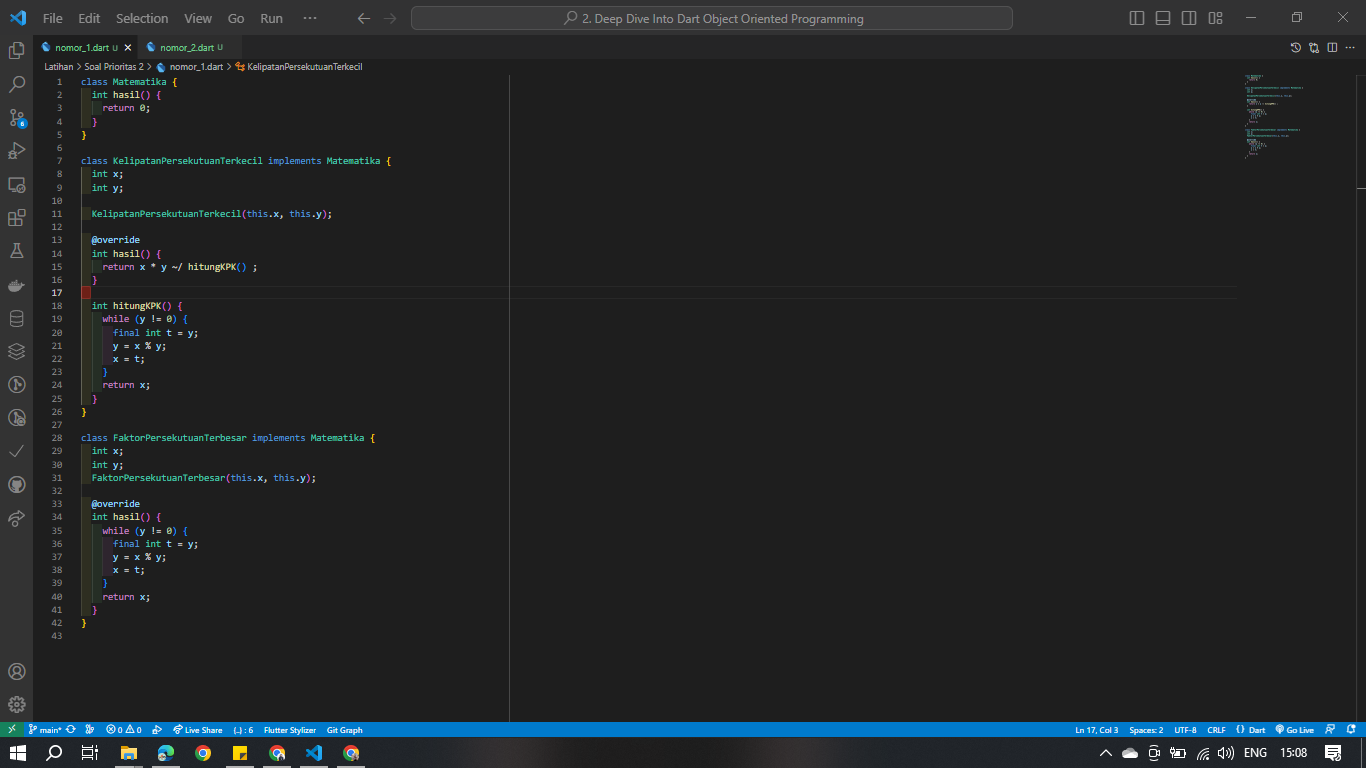 File Edit Selection View Go Run ··· 2. Deep Dive Into Dart Object Oriented Programming
nomor_1.dart U nomor_2.dart U
Latihan > Soal Prioritas 2 > nomor_1.dart > KelipatanPersekutuanTerkecil
1 class Matematika {
2 int hasil() {
3 return 0;
4 }
5 }
6
7 class KelipatanPersekutuanTerkecil implements Matematika {
8 int x;
9 int y;
10
11 KelipatanPersekutuanTerkecil(this.x, this.y);
12
13 @override
14 int hasil() {
15 return x * y ~/ hitungKPK() ;
16 }
17
18 int hitungKPK() {
19 while (y != 0) {
20 final int t = y;
21 y = x % y;
22 x = t;
23 }
24 return x;
25 }
26 }
27
28 class FaktorPersekutuanTerbesar implements Matematika {
29 int x;
30 int y;
31 FaktorPersekutuanTerbesar(this.x, this.y);
32
33 @override
34 int hasil() {
35 while (y != 0) {
36 final int t = y;
37 y = x % y;
38 x = t;
39 }
40 return x;
41 }
42 }
43
main* 0 0 Live Share {..} : 6 Flutter Stylizer Git Graph Ln 17, Col 3 Spaces: 2 UTF-8 CRLF {} Dart Go Live
ENG 15:08